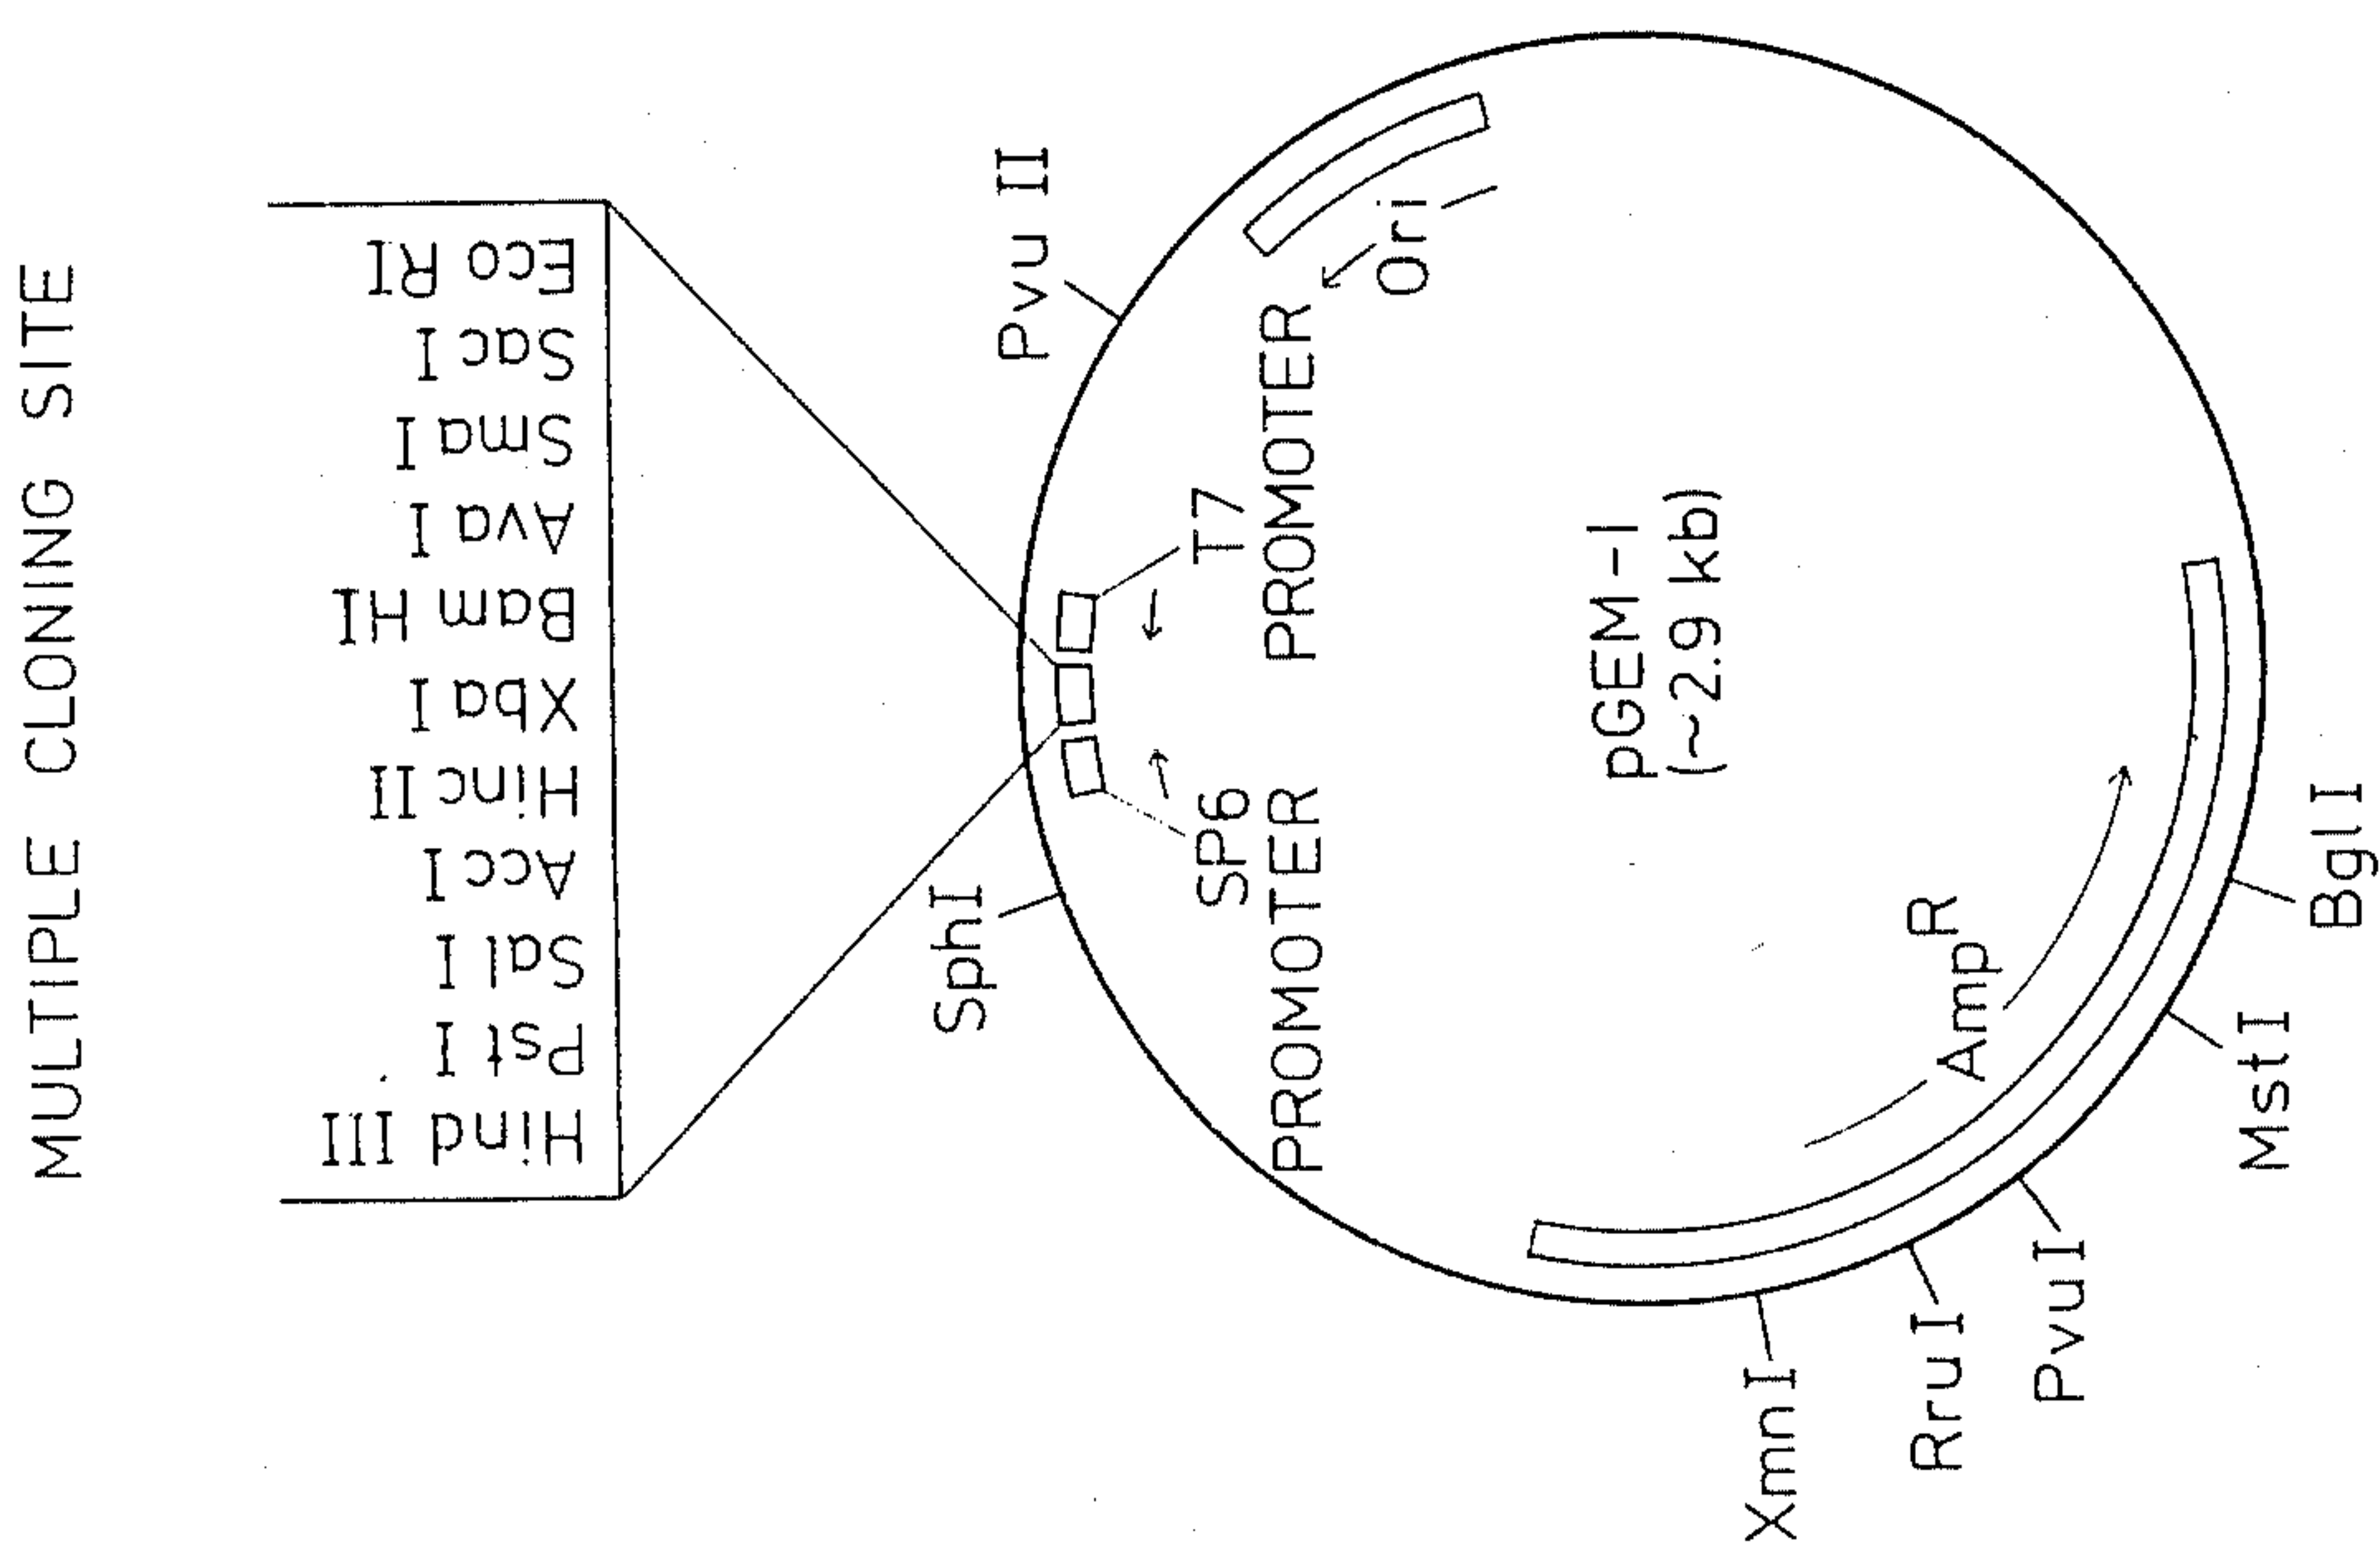 MULTIPLE CLONING SITE
Hind III
Pst I
Sal I
Acc I
Hinc II
Xba I
Bam HI
Ava I
Sma I
Sac I
Eco RI
SphI
Pvu II
SP6
PROMOTER
T7
PROMOTER
Ori
pGEM-I
(~2.9 kb)
AmpR
XmnI
RruI
PvuI
MstI
BglI